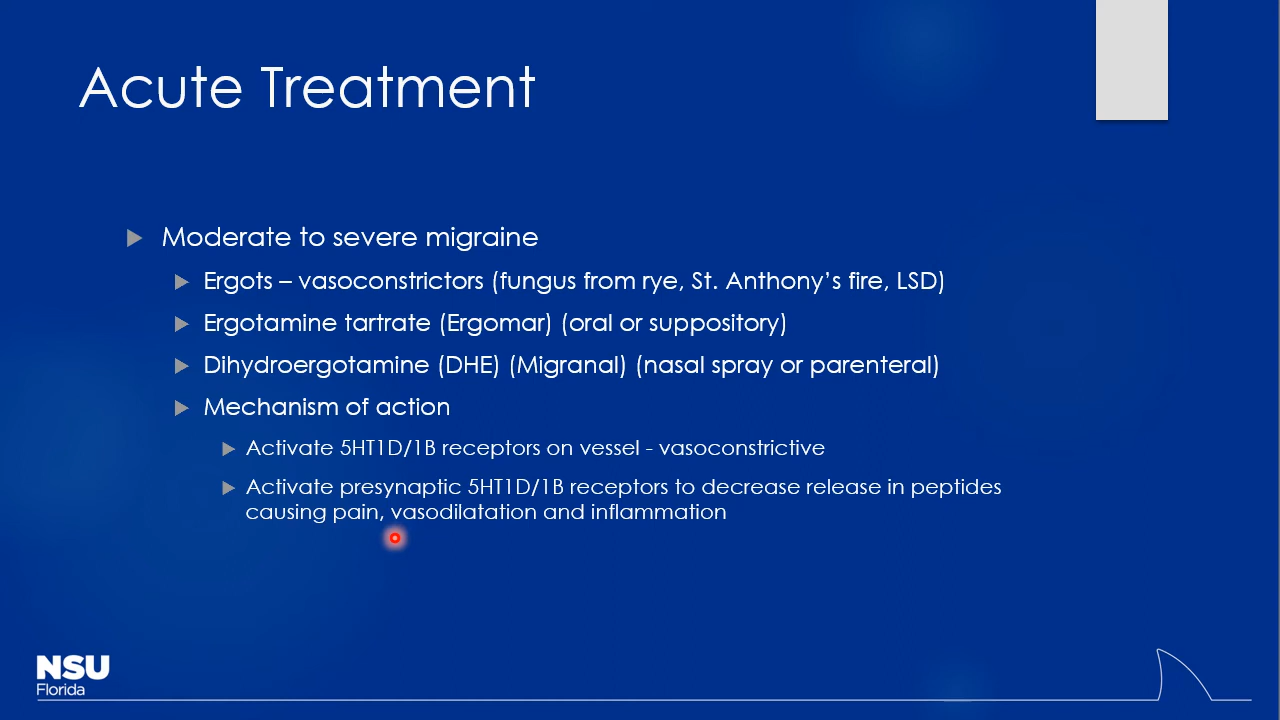 Acute Treatment
Moderate to severe migraine
Ergots – vasoconstrictors (fungus from rye, St. Anthony’s fire, LSD)
Ergotamine tartrate (Ergomar) (oral or suppository)
Dihydroergotamine (DHE) (Migranal) (nasal spray or parenteral)
Mechanism of action
Activate 5HT1D/1B receptors on vessel - vasoconstrictive
Activate presynaptic 5HT1D/1B receptors to decrease release in peptides
causing pain, vasodilatation and inflammation
NSU
Florida